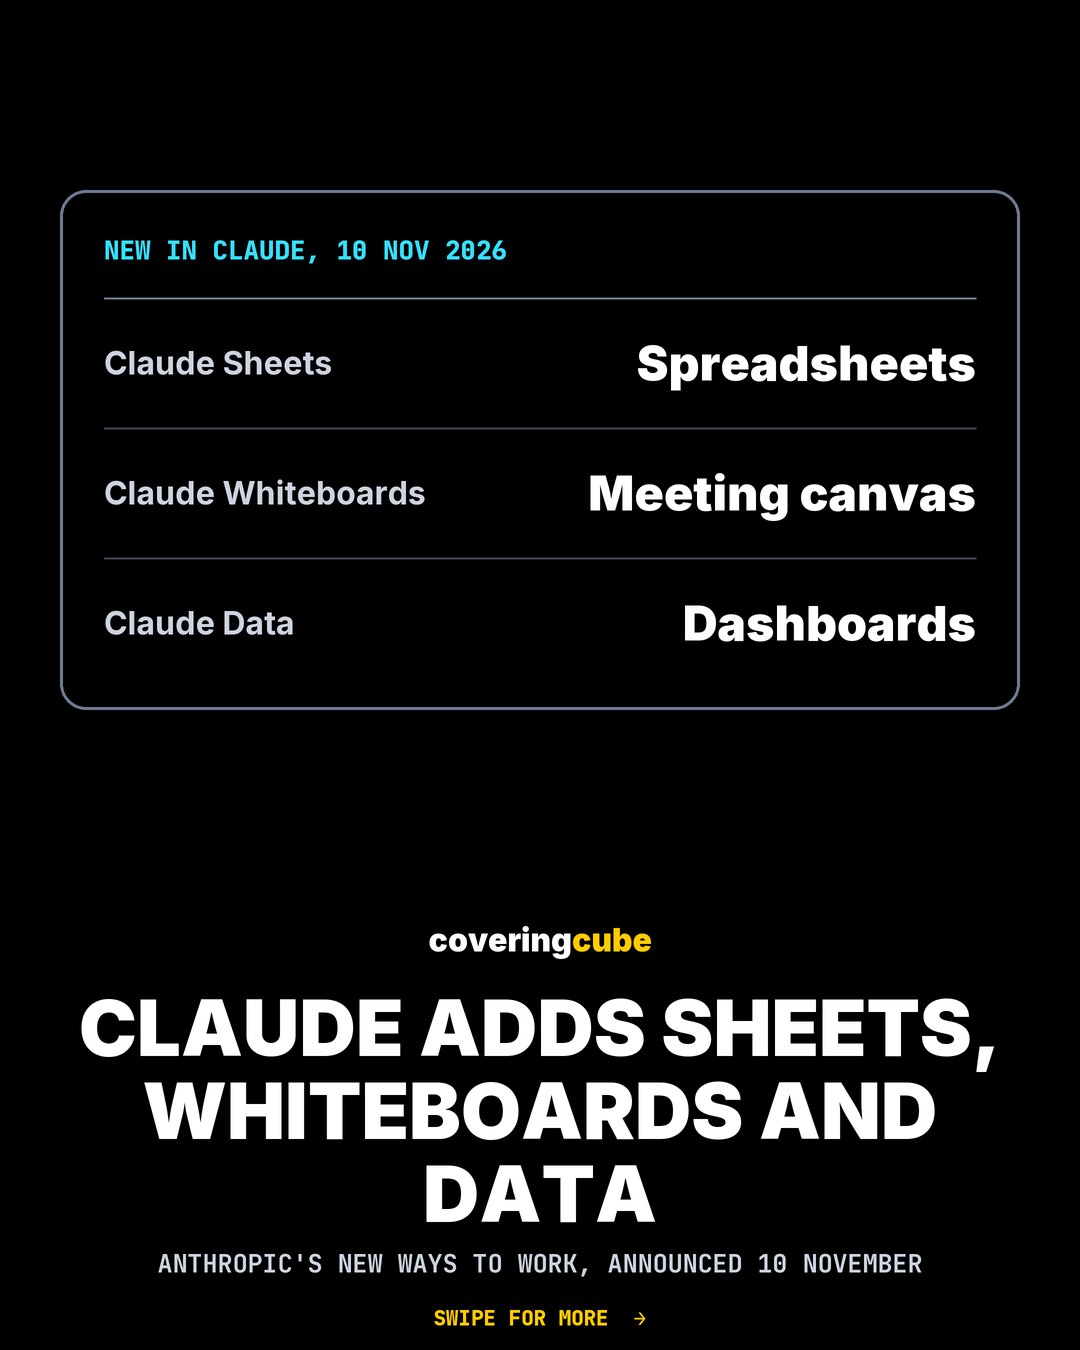 NEW IN CLAUDE, 10 NOV 2026
Claude Sheets
Spreadsheets
Claude Whiteboards
Meeting canvas
Claude Data
Dashboards
coveringcube
CLAUDE ADDS SHEETS,
WHITEBOARDS AND
DATA
ANTHROPIC'S NEW WAYS TO WORK, ANNOUNCED 10 NOVEMBER
SWIPE FOR MORE →